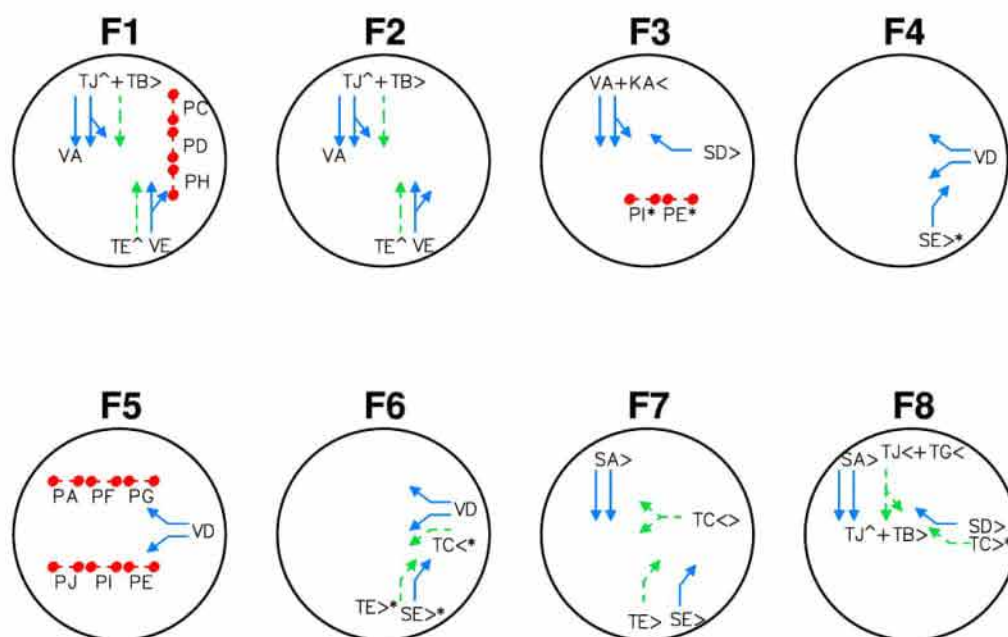 F1
F2
F3
F4
TJ^+TB>
PC
PD
PH
VA
TE^ VE
TJ^+TB>
VA
TE^ VE
VA+KA<
SD>
PI* PE*
VD
SE>*
F5
F6
F7
F8
PA PF PG
VD
PJ PI PE
VD
TC<*
TE>* SE>*
SA>
TC<>
TE> SE>
TJ<+TG<
SA>
TJ^+TB>
SD>
TC>*